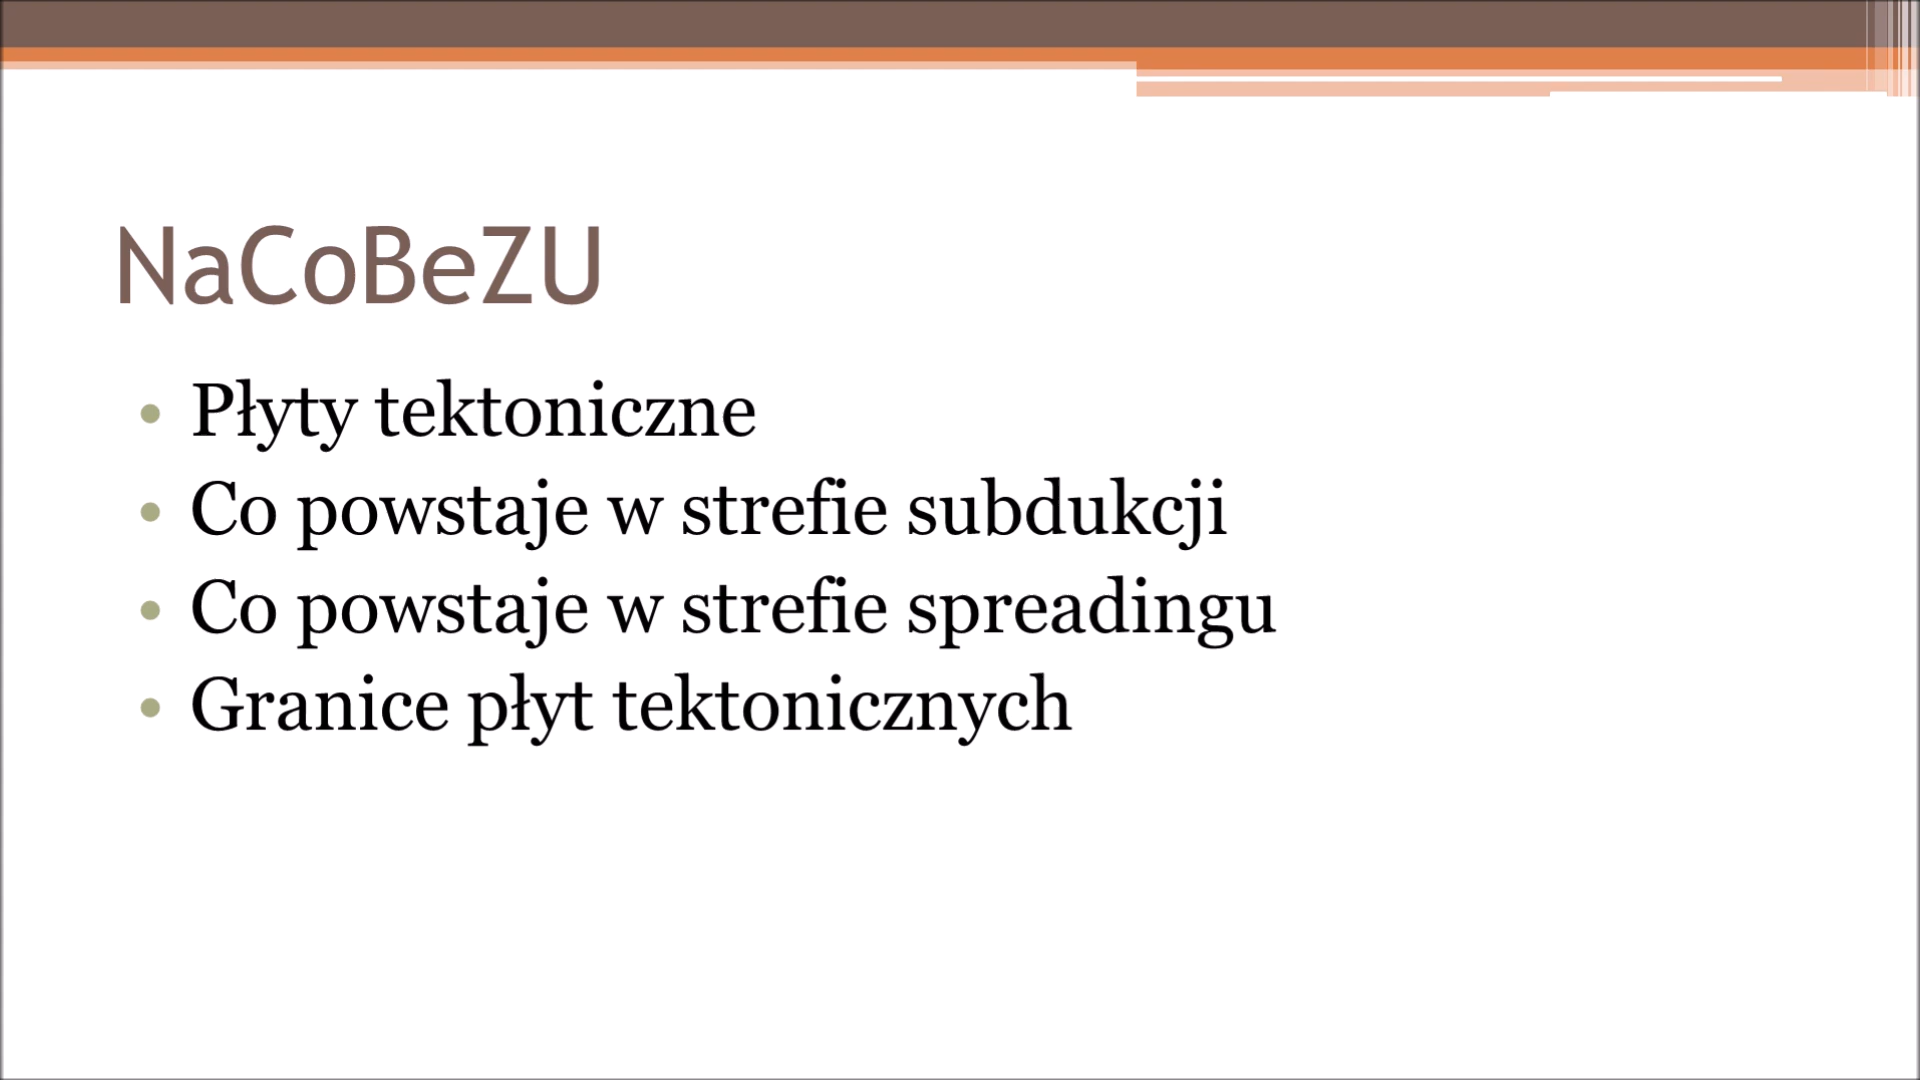 NaCoBeZU
• Płyty tektoniczne
• Co powstaje w strefie subdukcji
• Co powstaje w strefie spreadingu
• Granice płyt tektonicznych